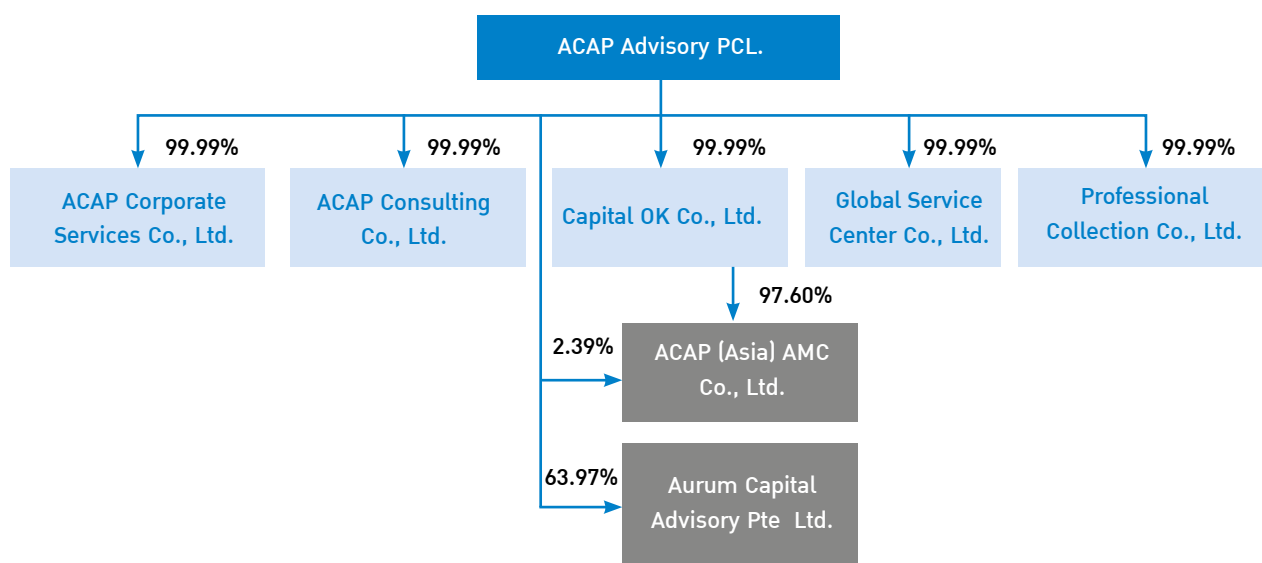 ACAP Advisory PCL.
99.99%
99.99%
99.99%
99.99%
99.99%
ACAP Corporate
Services Co., Ltd.
ACAP Consulting
Co., Ltd.
Capital OK Co., Ltd.
Global Service
Center Co., Ltd.
Professional
Collection Co., Ltd.
97.60%
2.39%
ACAP (Asia) AMC
Co., Ltd.
63.97%
Aurum Capital
Advisory Pte Ltd.